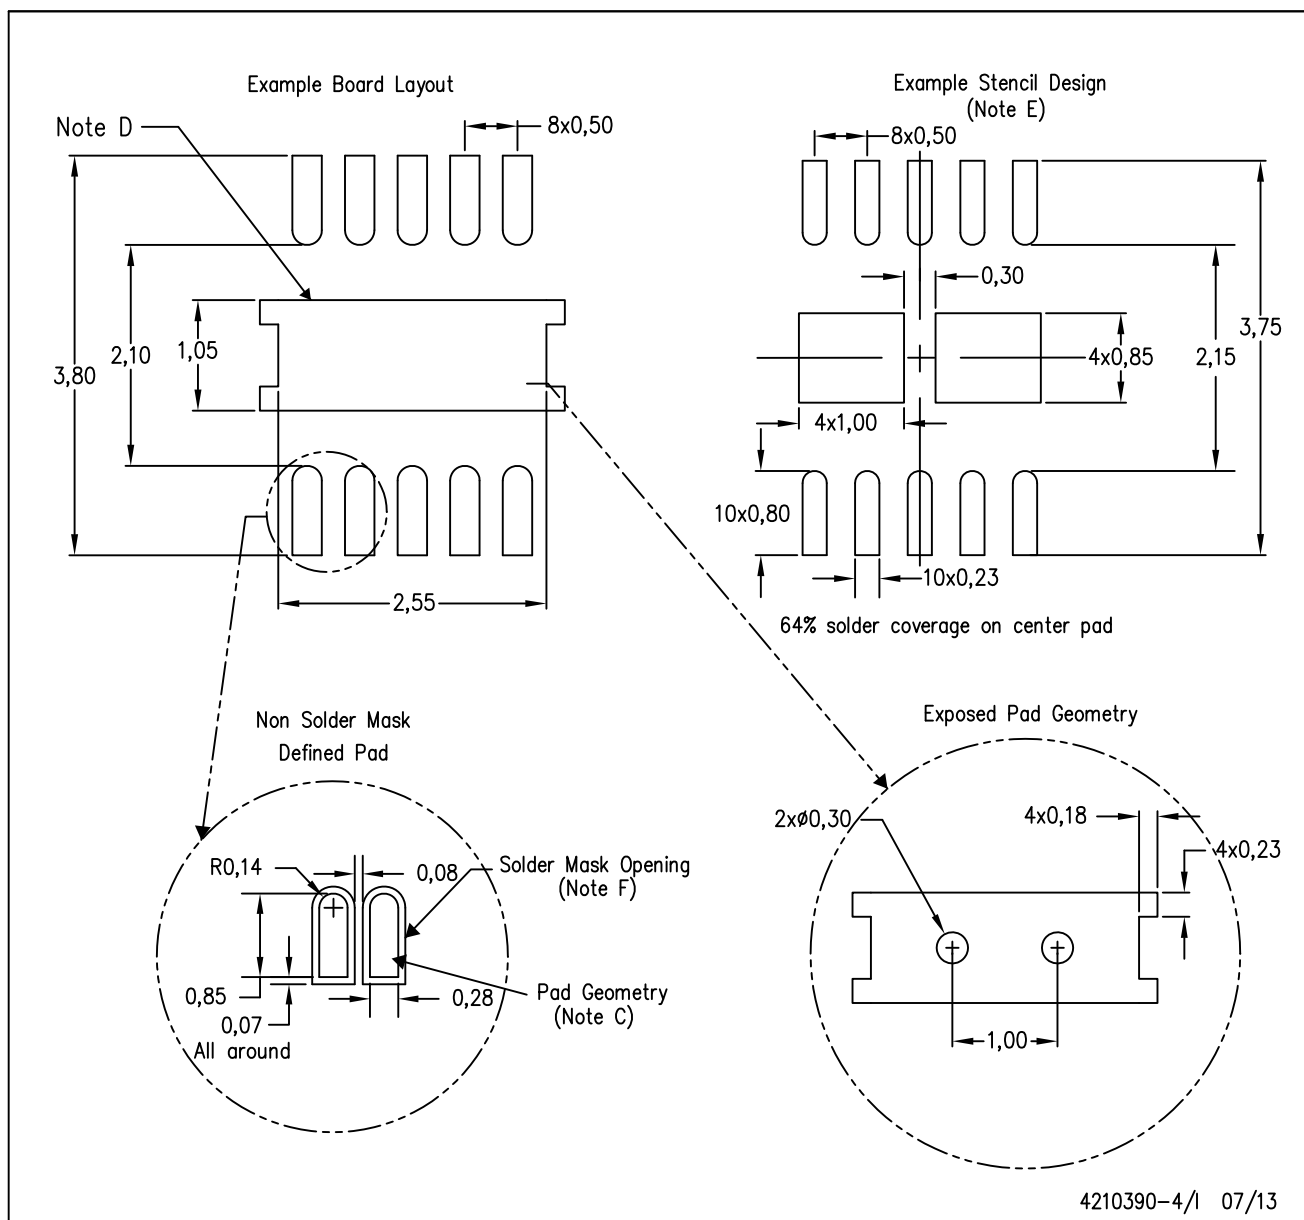 Example Board Layout
Note D
8x0,50
3,80
2,10
1,05
2,55
Example Stencil Design
(Note E)
8x0,50
0,30
3,75
2,15
4x0,85
4x1,00
10x0,80
10x0,23
64% solder coverage on center pad
Non Solder Mask
Defined Pad
R0,14
0,08
Solder Mask Opening
(Note F)
0,85
0,28
Pad Geometry
(Note C)
0,07
All around
Exposed Pad Geometry
2xø0,30
4x0,18
4x0,23
1,00
4210390-4/I 07/13